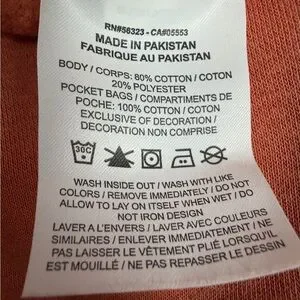 RN#56323 - CA#05553
MADE IN PAKISTAN
FABRIQUE AU PAKISTAN
BODY / CORPS: 80% COTTON / COTON
20% POLYESTER
POCKET BAGS / COMPARTIMENTS DE
POCHE: 100% COTTON / COTON
EXCLUSIVE OF DECORATION /
DECORATION NON COMPRISE
30C
WASH INSIDE OUT / WASH WITH LIKE
COLORS / REMOVE IMMEDIATELY / DO NOT
ALLOW TO LAY ON ITSELF WHEN WET / DO
NOT IRON DESIGN
LAVER A L'ENVERS / LAVER AVEC COULEURS
SIMILAIRES / ENLEVER IMMEDIATEMENT / NE
PAS LAISSER LE VÊTEMENT PLIÉ LORSQU'IL
EST MOUILLÉ / NE PAS REPASSER LE DESSIN